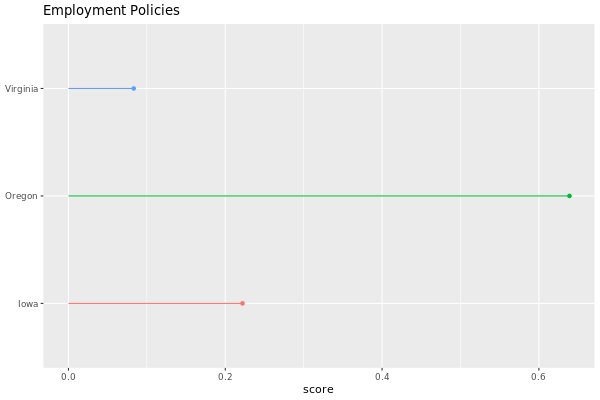 Employment Policies
Virginia
Oregon
Iowa
0.0 0.2 0.4 0.6
score